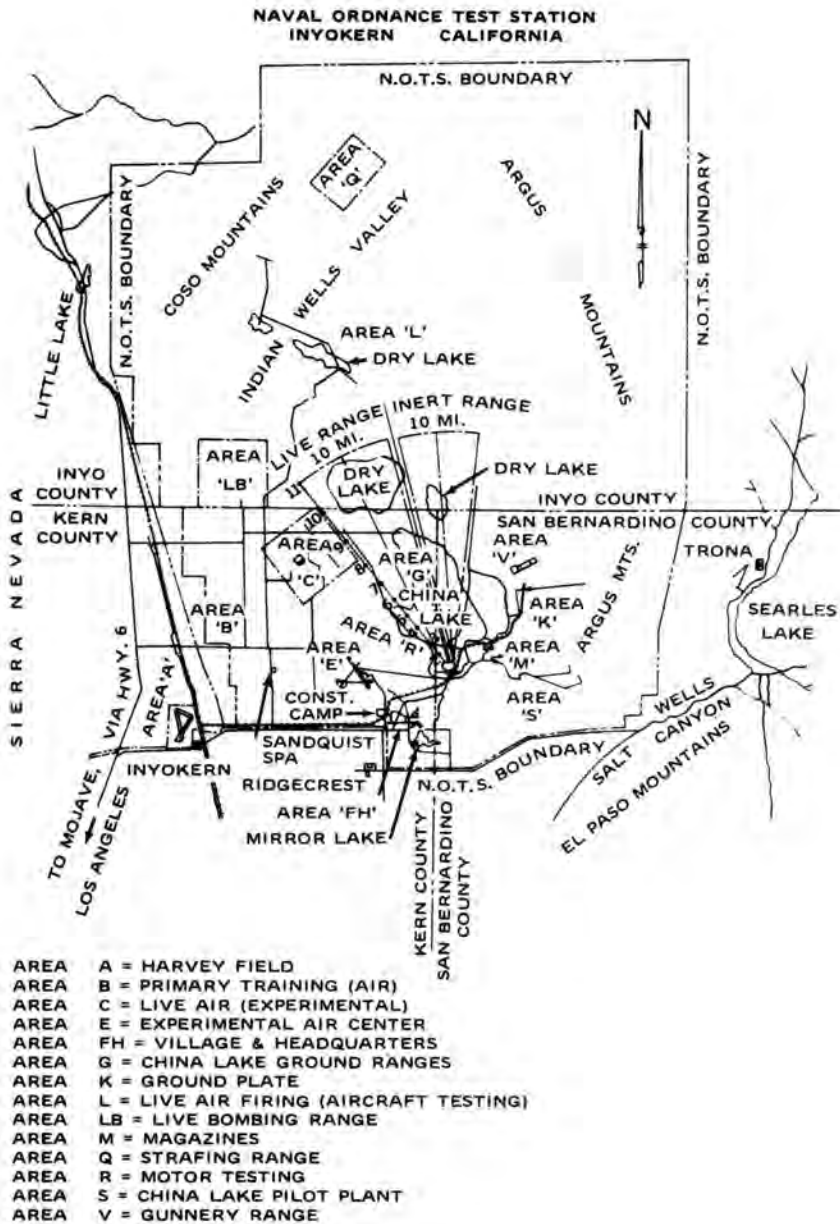 NAVAL ORDNANCE TEST STATION
INYOKERN CALIFORNIA
N.O.T.S. BOUNDARY
N
AREA 'Q'
ARGUS
MOUNTAINS
COSO MOUNTAINS
N.O.T.S. BOUNDARY
N.O.T.S. BOUNDARY
INDIAN WELLS VALLEY
LITTLE LAKE
AREA 'L'
DRY LAKE
LIVE RANGE
10 MI.
INERT RANGE
10 MI.
AREA
'LB'
DRY
LAKE
DRY LAKE
INYO
COUNTY
INYO COUNTY
KERN
COUNTY
SAN BERNARDINO COUNTY
11
10
9
8
7
6
AREA
'C'
AREA
'G'
CHINA
LAKE
AREA
'V'
TRONA
SEARLES
LAKE
ARGUS MTS.
SIERRA NEVADA
AREA
'B'
AREA 'R'
AREA
'K'
AREA
'E'
AREA
'M'
AREA
'S'
AREA 'A'
CONST.
CAMP
SANDQUIST
SPA
INYOKERN
RIDGECREST
AREA 'FH'
MIRROR LAKE
N.O.T.S. BOUNDARY
SALT WELLS
CANYON
EL PASO MOUNTAINS
TO MOJAVE, VIA HWY. 6
LOS ANGELES
KERN COUNTY
SAN BERNARDINO
COUNTY
AREA A = HARVEY FIELD
AREA B = PRIMARY TRAINING (AIR)
AREA C = LIVE AIR (EXPERIMENTAL)
AREA E = EXPERIMENTAL AIR CENTER
AREA FH = VILLAGE & HEADQUARTERS
AREA G = CHINA LAKE GROUND RANGES
AREA K = GROUND PLATE
AREA L = LIVE AIR FIRING (AIRCRAFT TESTING)
AREA LB = LIVE BOMBING RANGE
AREA M = MAGAZINES
AREA Q = STRAFING RANGE
AREA R = MOTOR TESTING
AREA S = CHINA LAKE PILOT PLANT
AREA V = GUNNERY RANGE